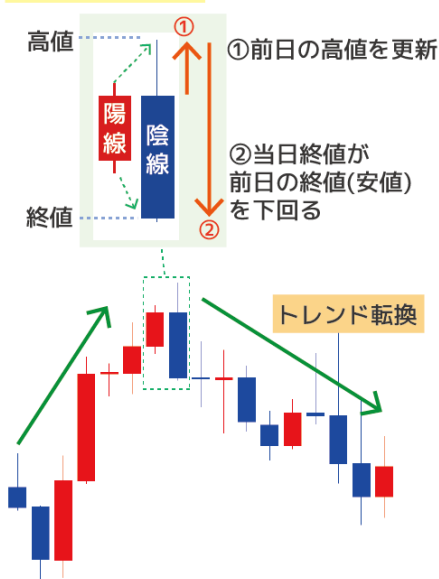 高値
①
①前日の高値を更新
陽線
陰線
②当日終値が
前日の終値(安値)
を下回る
終値
②
トレンド転換